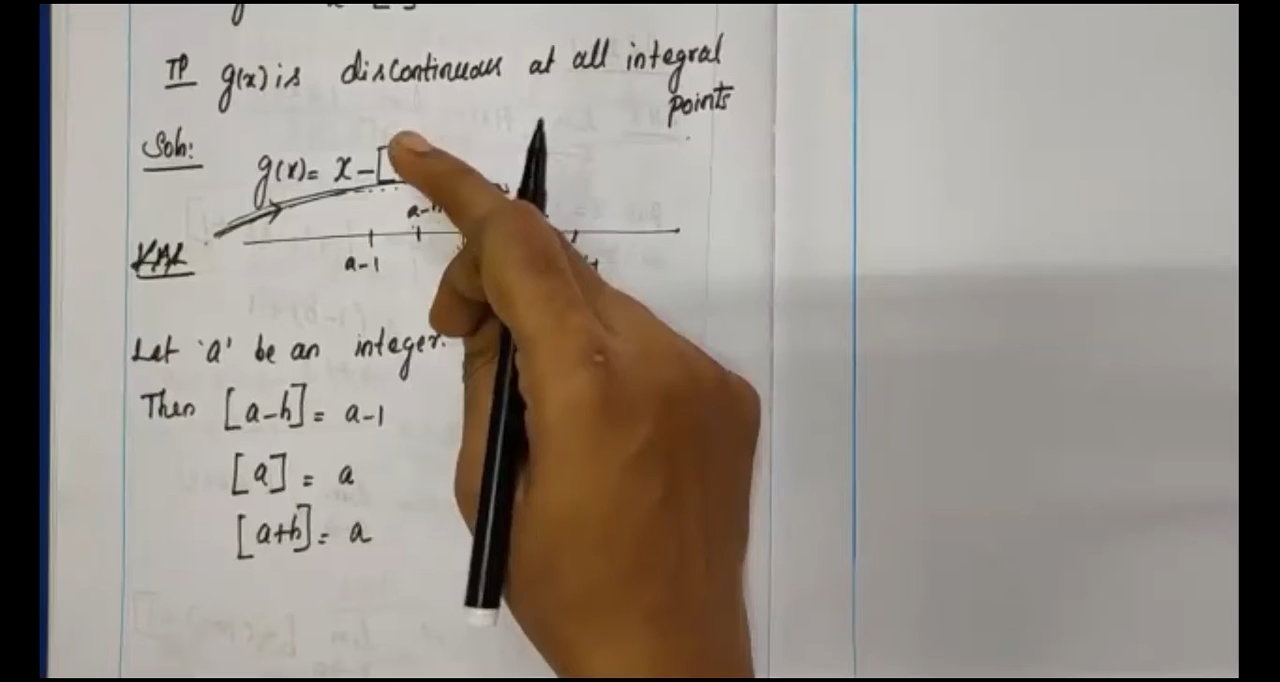 TP g(x) is discontinuous at all integral
points
Soln:
g(x)= x-[
a-h
a-1
Let 'a' be an integer.
Then [a-h]= a-1
[a] = a
[a+h]= a